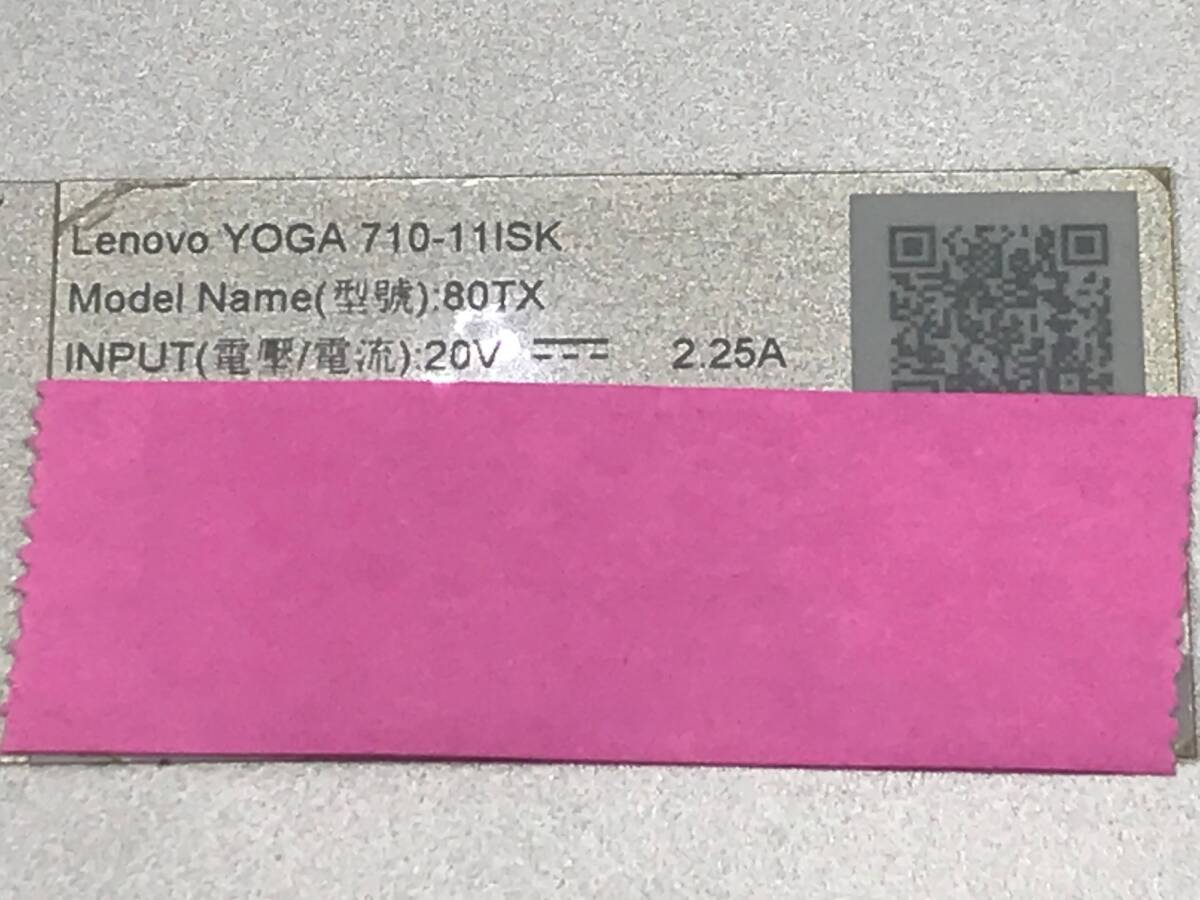 Lenovo YOGA 710-11ISK
Model Name(型號):80TX
INPUT(電壓/電流):20V ⎓ 2.25A